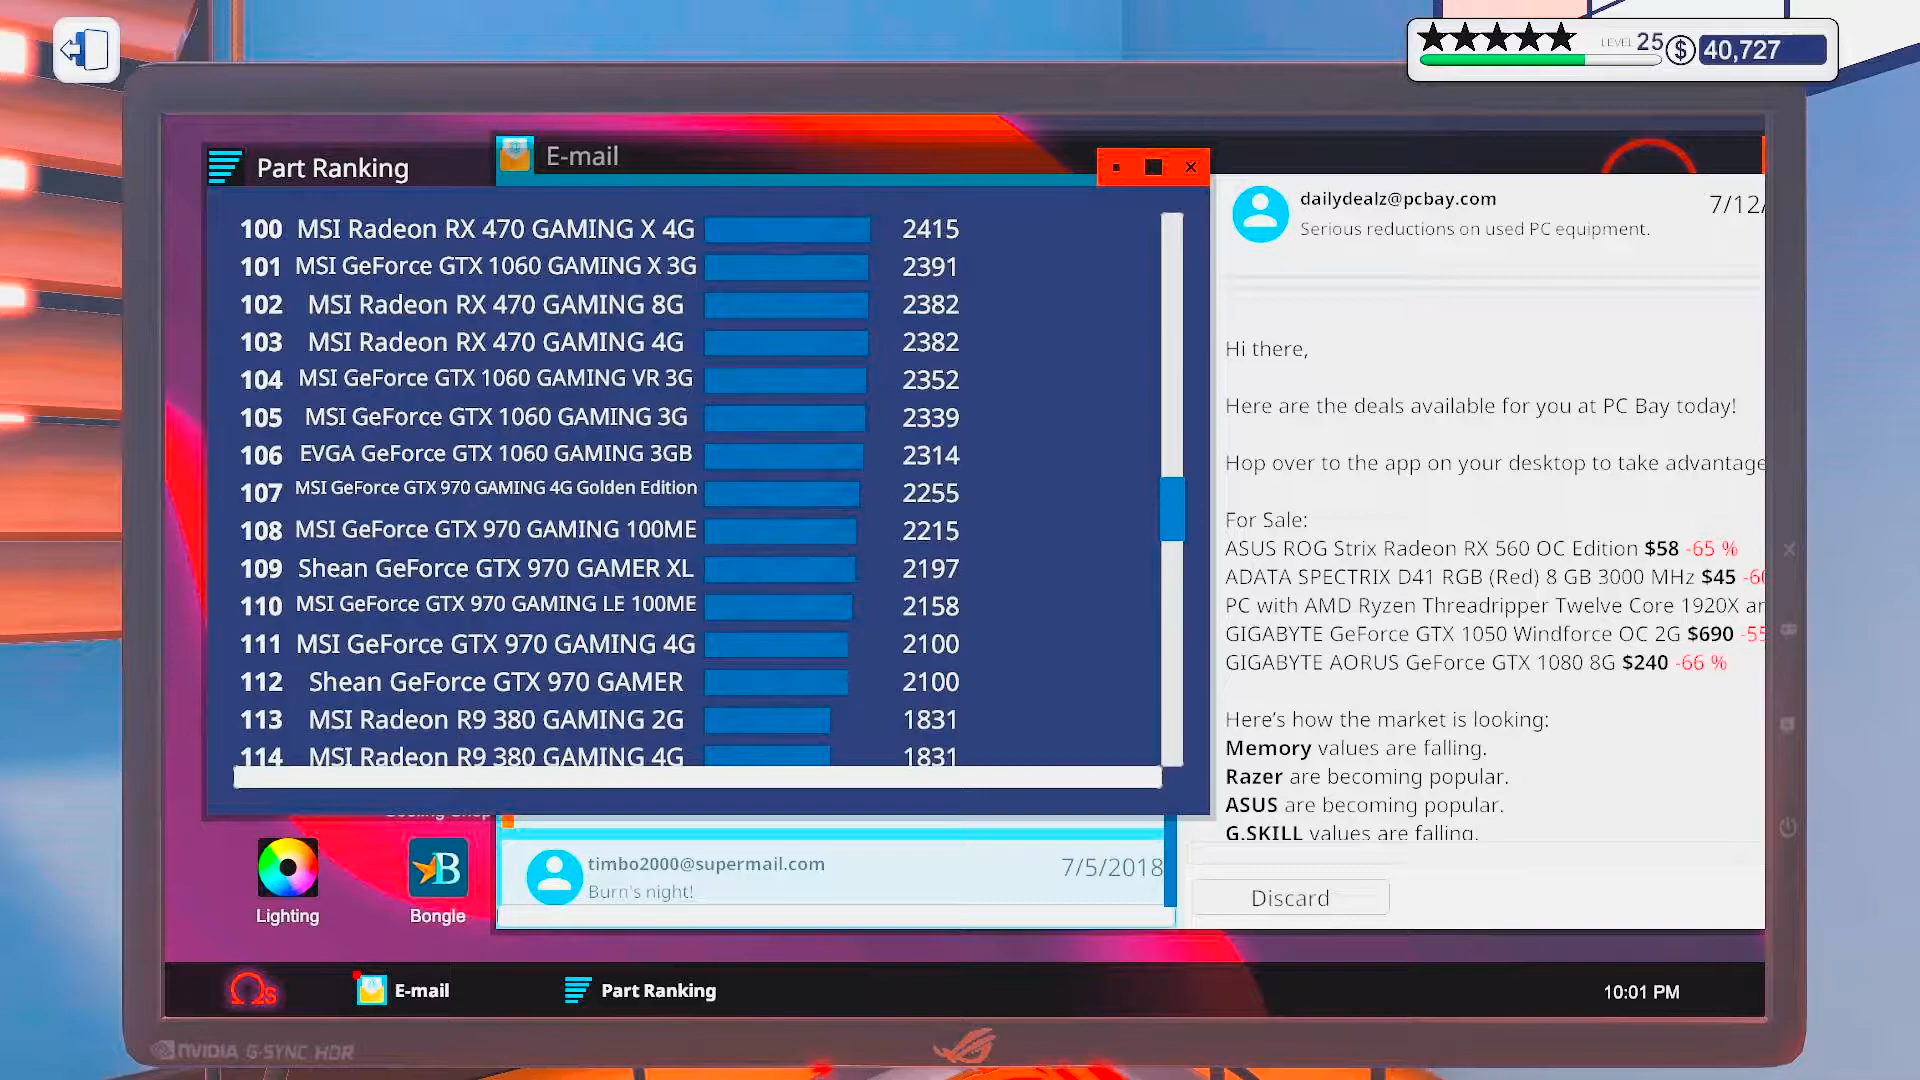 LEVEL 25 $ 40,727
Part Ranking
E-mail
100 MSI Radeon RX 470 GAMING X 4G 2415
101 MSI GeForce GTX 1060 GAMING X 3G 2391
102 MSI Radeon RX 470 GAMING 8G 2382
103 MSI Radeon RX 470 GAMING 4G 2382
104 MSI GeForce GTX 1060 GAMING VR 3G 2352
105 MSI GeForce GTX 1060 GAMING 3G 2339
106 EVGA GeForce GTX 1060 GAMING 3GB 2314
107 MSI GeForce GTX 970 GAMING 4G Golden Edition 2255
108 MSI GeForce GTX 970 GAMING 100ME 2215
109 Shean GeForce GTX 970 GAMER XL 2197
110 MSI GeForce GTX 970 GAMING LE 100ME 2158
111 MSI GeForce GTX 970 GAMING 4G 2100
112 Shean GeForce GTX 970 GAMER 2100
113 MSI Radeon R9 380 GAMING 2G 1831
114 MSI Radeon R9 380 GAMING 4G 1831
dailydealz@pcbay.com 7/12/
Serious reductions on used PC equipment.
Hi there,
Here are the deals available for you at PC Bay today!
Hop over to the app on your desktop to take advantage
For Sale:
ASUS ROG Strix Radeon RX 560 OC Edition $58 -65 %
ADATA SPECTRIX D41 RGB (Red) 8 GB 3000 MHz $45 -60
PC with AMD Ryzen Threadripper Twelve Core 1920X an
GIGABYTE GeForce GTX 1050 Windforce OC 2G $690 -55
GIGABYTE AORUS GeForce GTX 1080 8G $240 -66 %
Here's how the market is looking:
Memory values are falling.
Razer are becoming popular.
ASUS are becoming popular.
G.SKILL values are falling.
Discard
timbo2000@supermail.com 7/5/2018
Burn's night!
Lighting
Bongle
E-mail
Part Ranking
10:01 PM
NVIDIA G-SYNC HDR